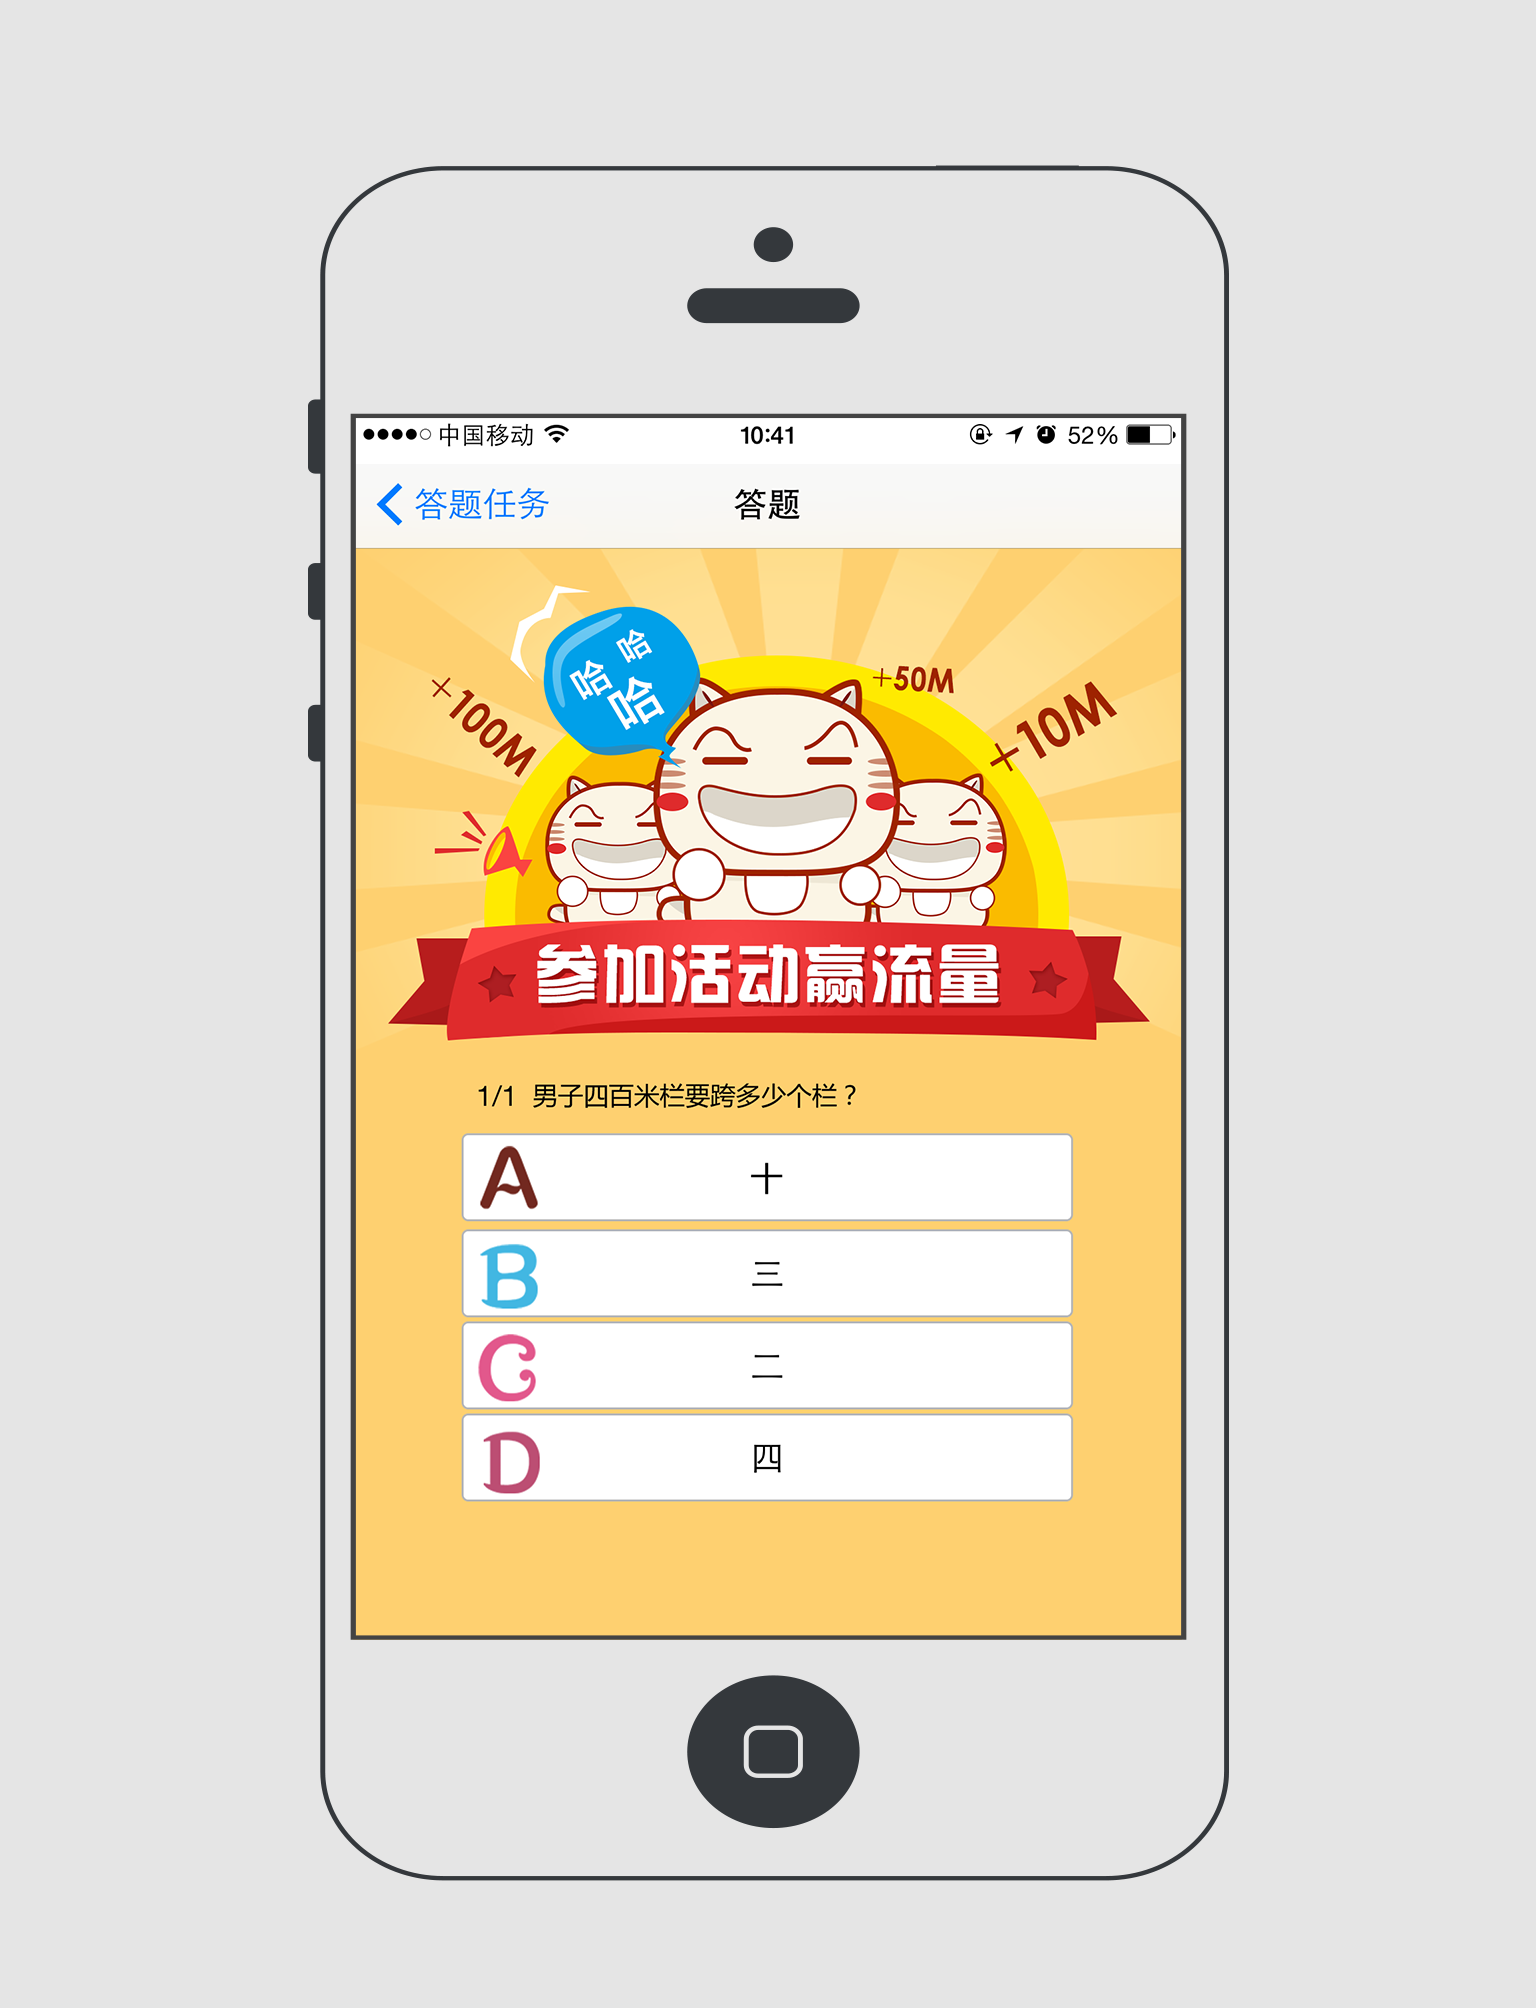 中国移动 10:41 52%
答题任务 答题
哈
哈
哈
+100M
+50M
+10M
参加活动赢流量
1/1 男子四百米栏要跨多少个栏？
A 十
B 三
C 二
D 四